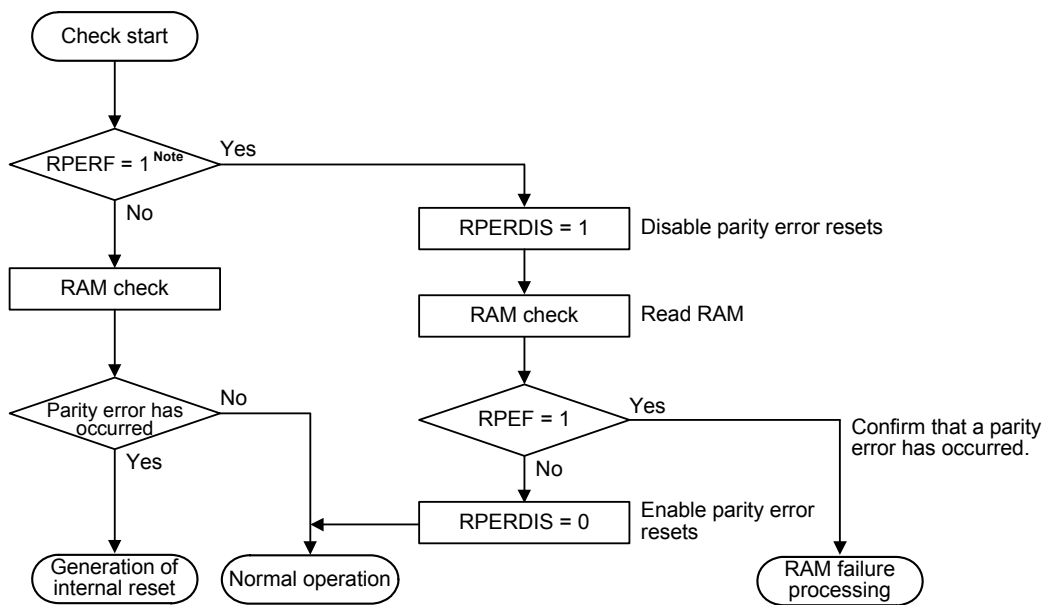 Check start
RPERF = 1 Note
Yes
No
RPERDIS = 1
Disable parity error resets
RAM check
RAM check
Read RAM
Parity error has
occurred
No
Yes
RPEF = 1
Yes
No
Confirm that a parity
error has occurred.
RPERDIS = 0
Enable parity error
resets
Generation of
internal reset
Normal operation
RAM failure
processing